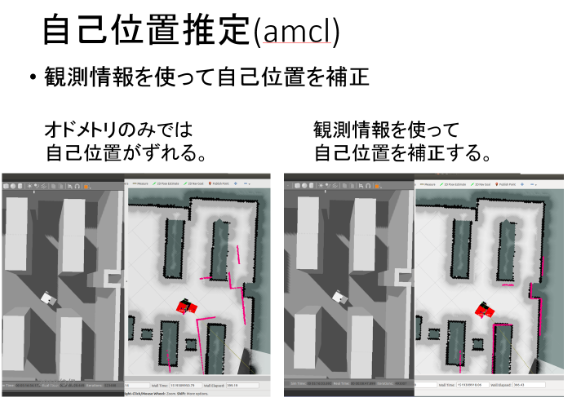 自己位置推定(amcl)
• 観測情報を使って自己位置を補正
オドメトリのみでは
自己位置がずれる。
観測情報を使って
自己位置を補正する。